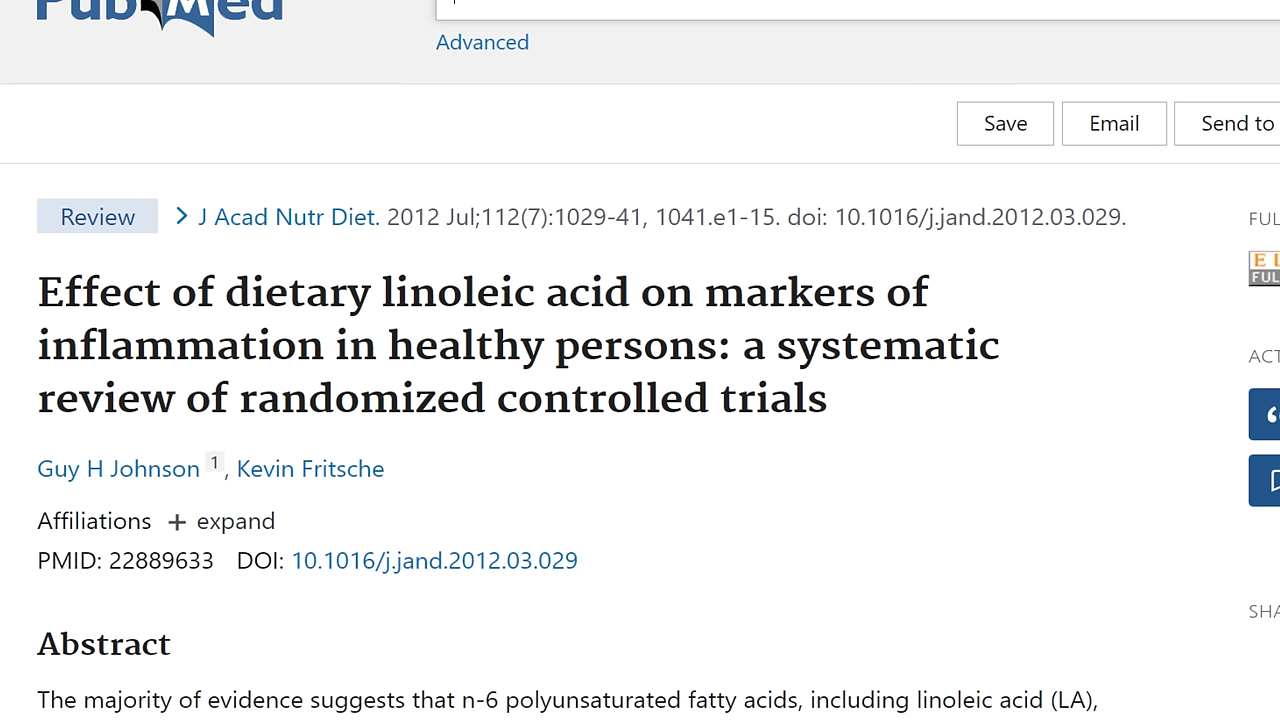 PubMed
Advanced
Save
Email
Send to
Review
J Acad Nutr Diet. 2012 Jul;112(7):1029-41, 1041.e1-15. doi: 10.1016/j.jand.2012.03.029.
Effect of dietary linoleic acid on markers of
inflammation in healthy persons: a systematic
review of randomized controlled trials
Guy H Johnson 1, Kevin Fritsche
Affiliations + expand
PMID: 22889633 DOI: 10.1016/j.jand.2012.03.029
Abstract
The majority of evidence suggests that n-6 polyunsaturated fatty acids, including linoleic acid (LA),